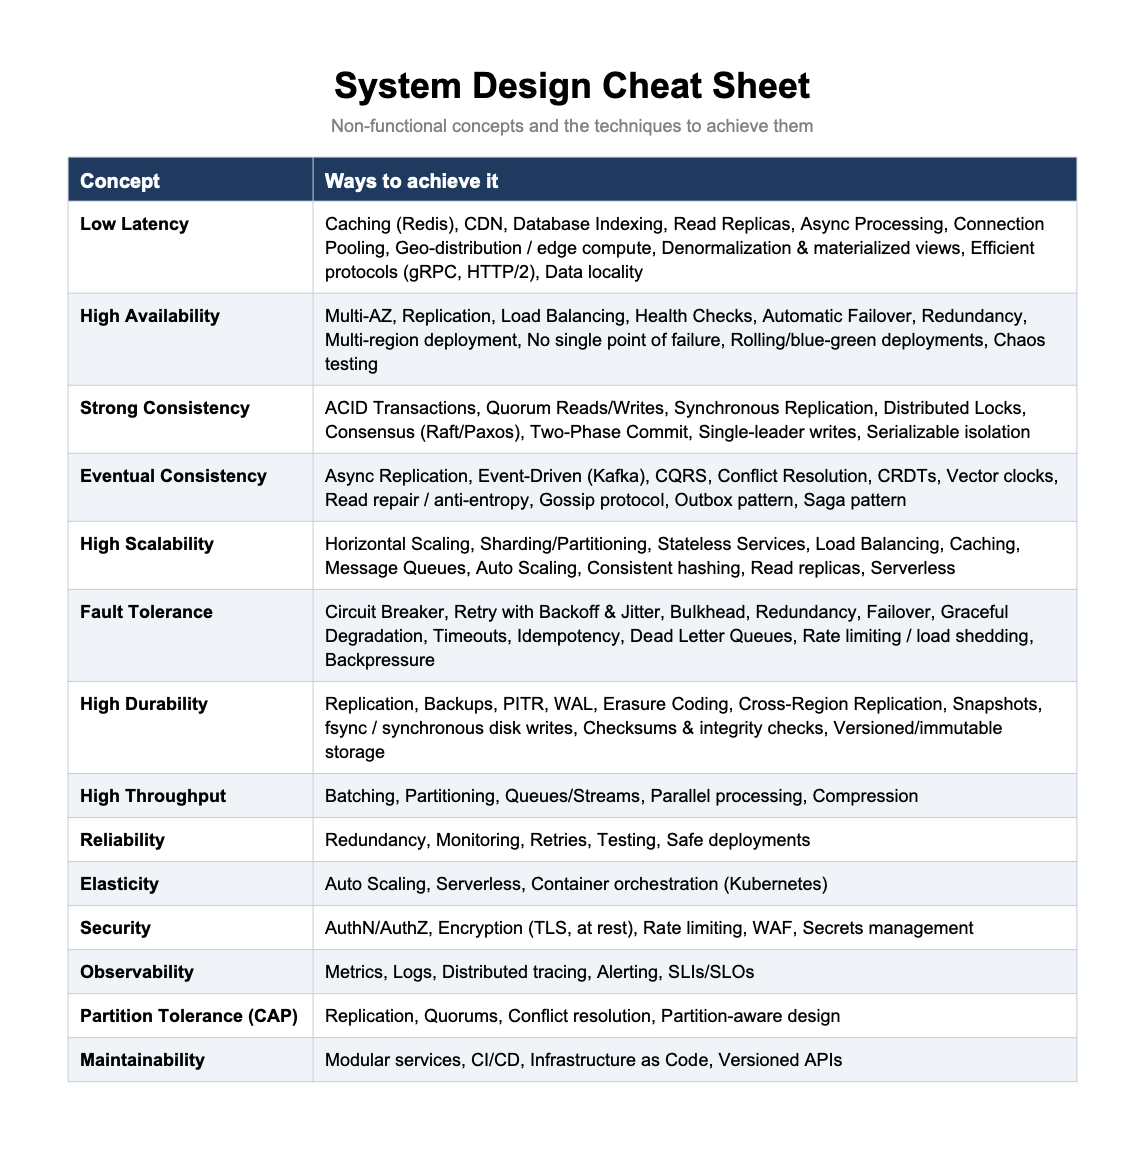 System Design Cheat Sheet
Non-functional concepts and the techniques to achieve them
Concept
Ways to achieve it
Low Latency
Caching (Redis), CDN, Database Indexing, Read Replicas, Async Processing, Connection
Pooling, Geo-distribution / edge compute, Denormalization & materialized views, Efficient
protocols (gRPC, HTTP/2), Data locality
High Availability
Multi-AZ, Replication, Load Balancing, Health Checks, Automatic Failover, Redundancy,
Multi-region deployment, No single point of failure, Rolling/blue-green deployments, Chaos
testing
Strong Consistency
ACID Transactions, Quorum Reads/Writes, Synchronous Replication, Distributed Locks,
Consensus (Raft/Paxos), Two-Phase Commit, Single-leader writes, Serializable isolation
Eventual Consistency
Async Replication, Event-Driven (Kafka), CQRS, Conflict Resolution, CRDTs, Vector clocks,
Read repair / anti-entropy, Gossip protocol, Outbox pattern, Saga pattern
High Scalability
Horizontal Scaling, Sharding/Partitioning, Stateless Services, Load Balancing, Caching,
Message Queues, Auto Scaling, Consistent hashing, Read replicas, Serverless
Fault Tolerance
Circuit Breaker, Retry with Backoff & Jitter, Bulkhead, Redundancy, Failover, Graceful
Degradation, Timeouts, Idempotency, Dead Letter Queues, Rate limiting / load shedding,
Backpressure
High Durability
Replication, Backups, PITR, WAL, Erasure Coding, Cross-Region Replication, Snapshots,
fsync / synchronous disk writes, Checksums & integrity checks, Versioned/immutable
storage
High Throughput
Batching, Partitioning, Queues/Streams, Parallel processing, Compression
Reliability
Redundancy, Monitoring, Retries, Testing, Safe deployments
Elasticity
Auto Scaling, Serverless, Container orchestration (Kubernetes)
Security
AuthN/AuthZ, Encryption (TLS, at rest), Rate limiting, WAF, Secrets management
Observability
Metrics, Logs, Distributed tracing, Alerting, SLIs/SLOs
Partition Tolerance (CAP)
Replication, Quorums, Conflict resolution, Partition-aware design
Maintainability
Modular services, CI/CD, Infrastructure as Code, Versioned APIs